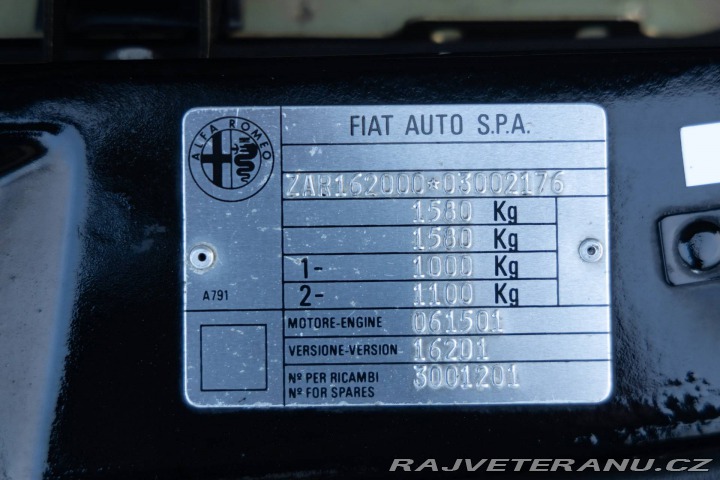 ALFA ROMEO
FIAT AUTO S.P.A.
ZAR162000*03002176
1580 Kg
1580 Kg
1- 1000 Kg
2- 1100 Kg
A791
MOTORE-ENGINE 061501
VERSIONE-VERSION 16201
Nº PER RICAMBI 3001201
Nº FOR SPARES
RAJVETERANU.CZ